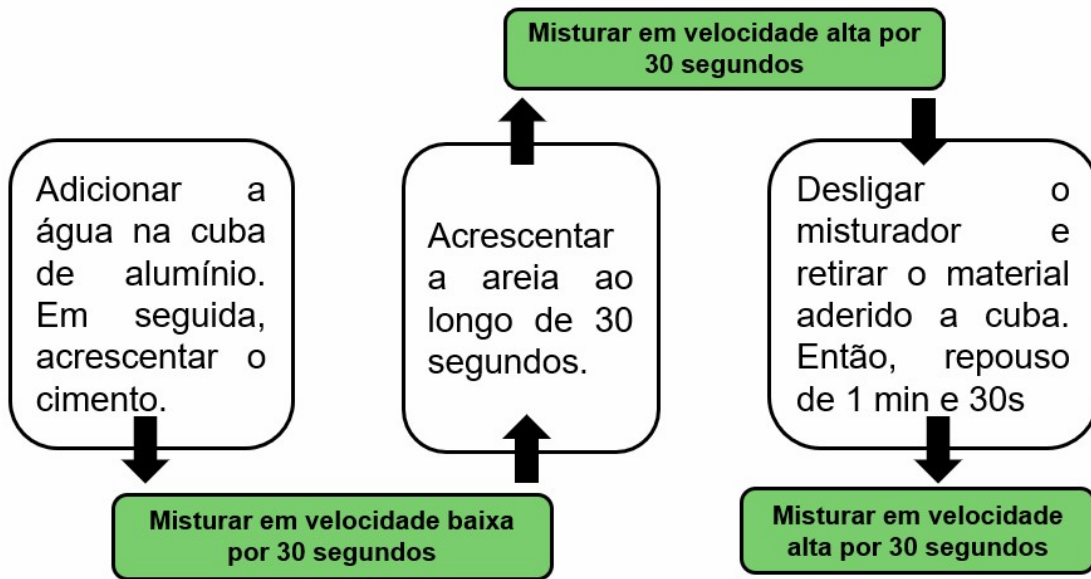 Adicionar a
água na cuba
de alumínio.
Em seguida,
acrescentar o
cimento.
Misturar em velocidade baixa
por 30 segundos
Acrescentar
a areia ao
longo de 30
segundos.
Misturar em velocidade alta por
30 segundos
Desligar o
misturador e
retirar o material
aderido a cuba.
Então, repouso
de 1 min e 30s
Misturar em velocidade
alta por 30 segundos